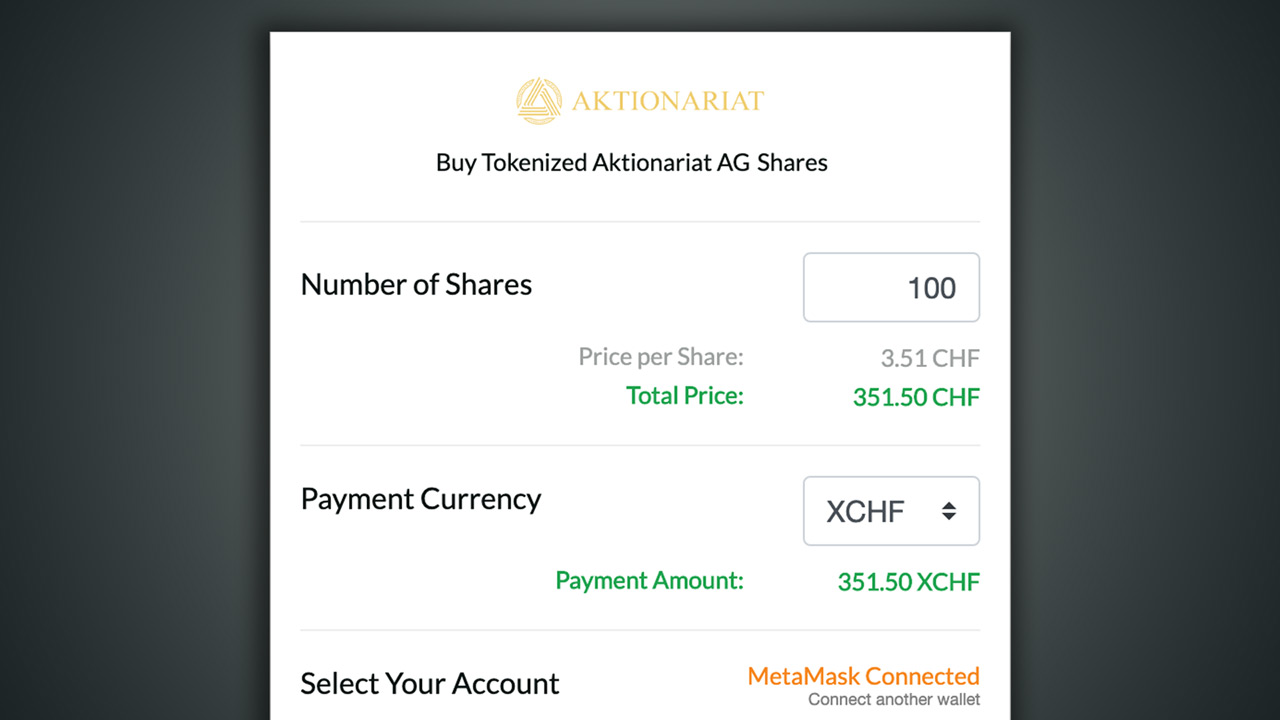 AKTIONARIAT
Buy Tokenized Aktionariat AG Shares
Number of Shares
100
Price per Share:
3.51 CHF
Total Price:
351.50 CHF
Payment Currency
XCHF
Payment Amount:
351.50 XCHF
Select Your Account
MetaMask Connected
Connect another wallet